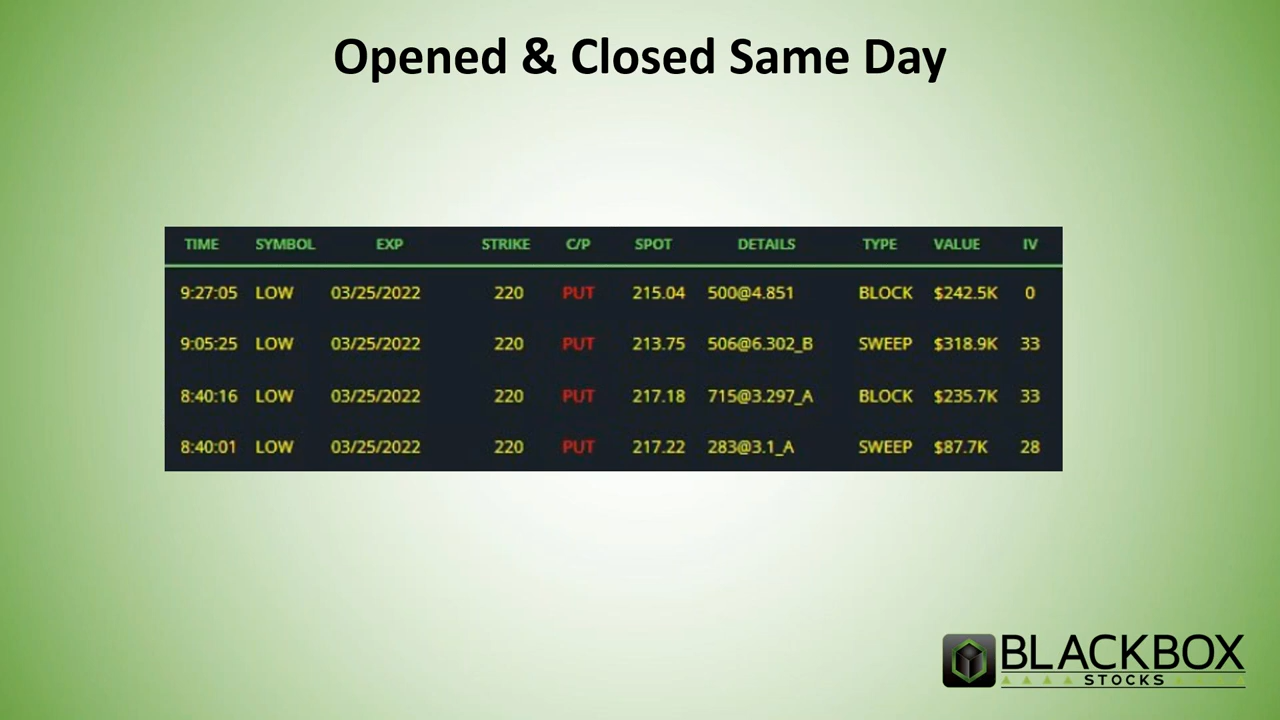 Opened & Closed Same Day
TIME SYMBOL EXP STRIKE C/P SPOT DETAILS TYPE VALUE IV
9:27:05 LOW 03/25/2022 220 PUT 215.04 500@4.851 BLOCK $242.5K 0
9:05:25 LOW 03/25/2022 220 PUT 213.75 506@6.302_B SWEEP $318.9K 33
8:40:16 LOW 03/25/2022 220 PUT 217.18 715@3.297_A BLOCK $235.7K 33
8:40:01 LOW 03/25/2022 220 PUT 217.22 283@3.1_A SWEEP $87.7K 28
BLACKBOX
STOCKS